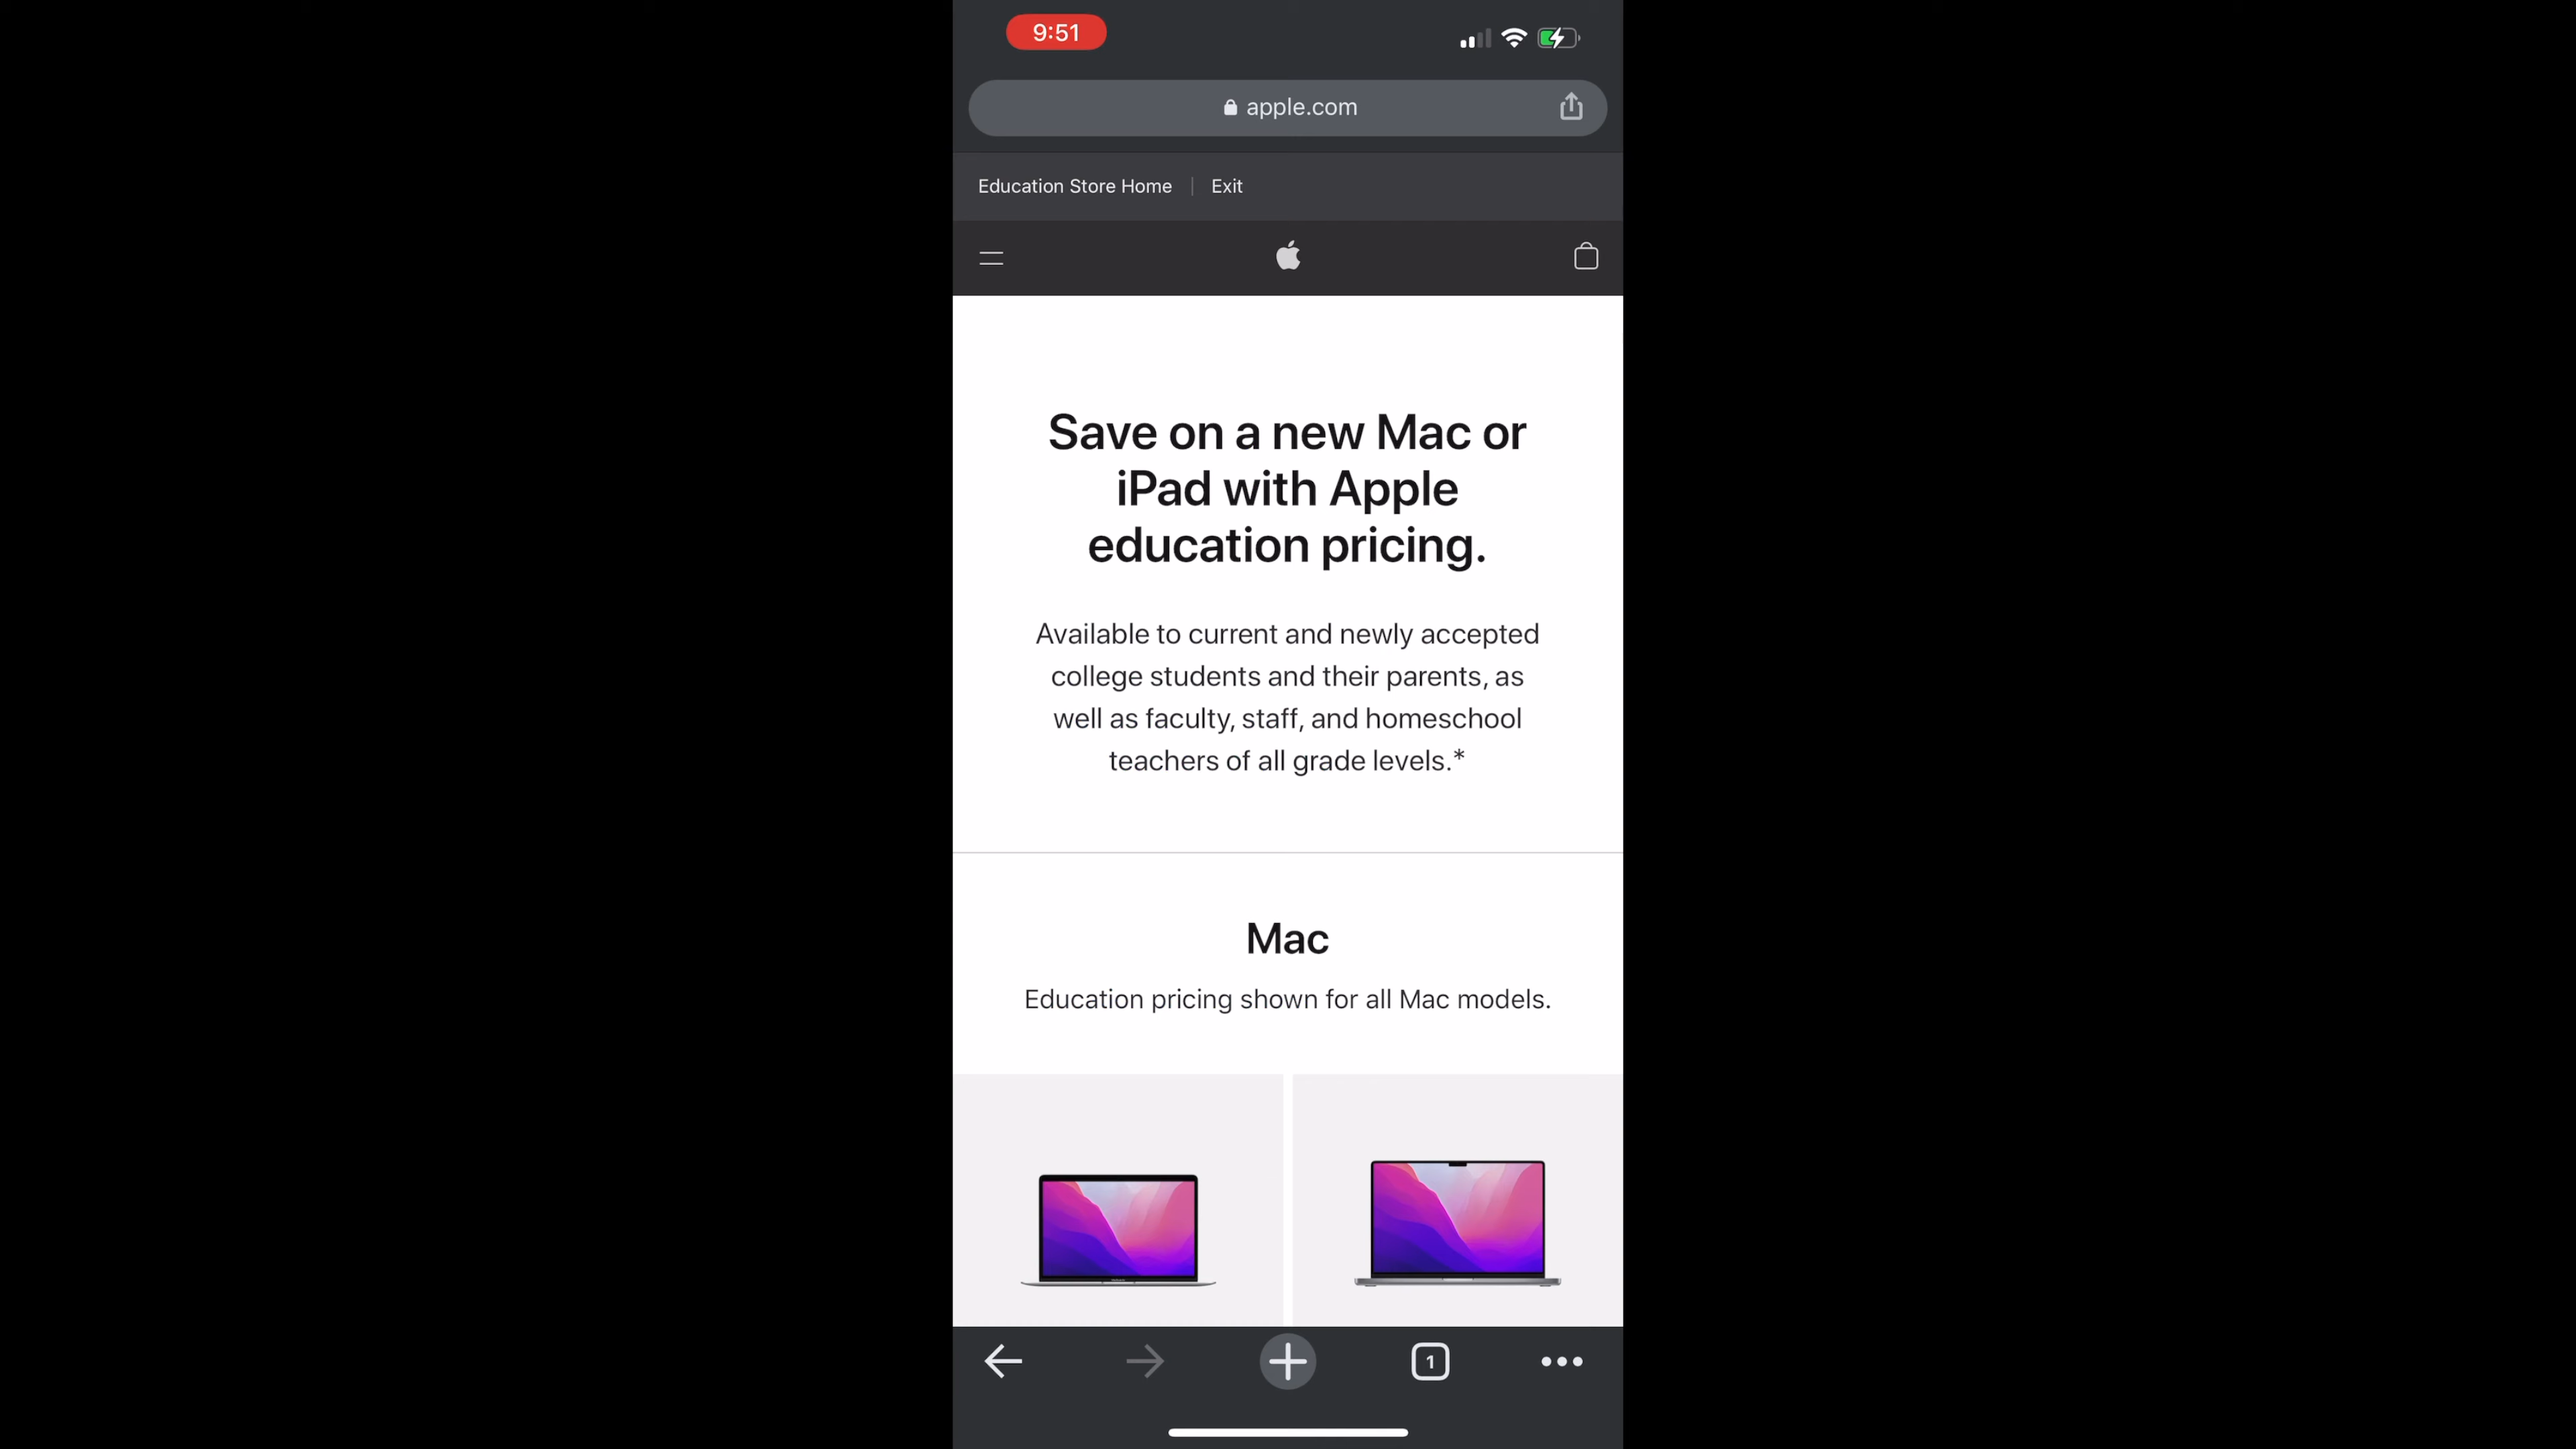 9:51
apple.com
Education Store Home | Exit
Save on a new Mac or
iPad with Apple
education pricing.
Available to current and newly accepted
college students and their parents, as
well as faculty, staff, and homeschool
teachers of all grade levels.*
Mac
Education pricing shown for all Mac models.
1